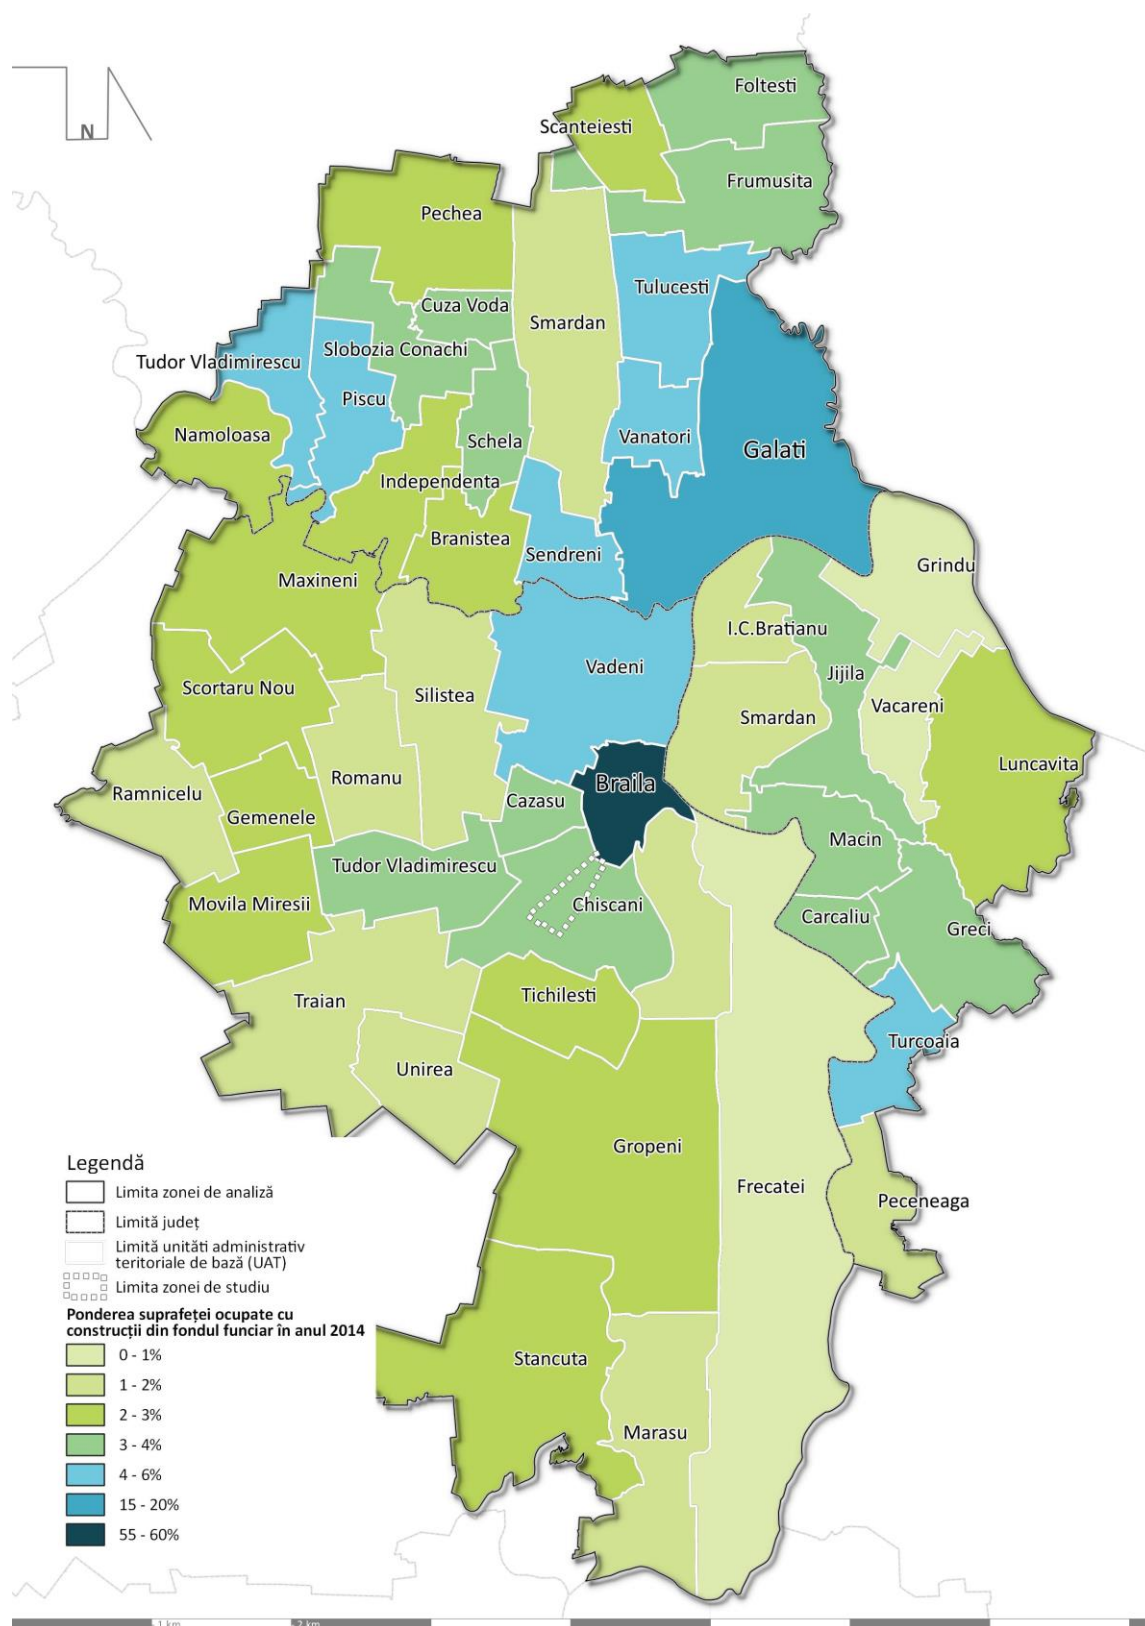 N
Foltesti
Scanteiesti
Frumusita
Pechea
Tulucesti
Cuza Voda
Smardan
Slobozia Conachi
Tudor Vladimirescu
Piscu
Namoloasa
Schela
Vanatori
Galati
Independenta
Branistea
Sendreni
Grindu
Maxineni
I.C.Bratianu
Vadeni
Jijila
Scortaru Nou
Silistea
Vacareni
Smardan
Luncavita
Romanu
Braila
Ramnicelu
Cazasu
Gemenele
Macin
Tudor Vladimirescu
Movila Miresii
Chiscani
Carcaliu
Greci
Tichilesti
Traian
Turcoaia
Unirea
Gropeni
Frecatei
Peceneaga
Stancuta
Marasu
Legendă
Limita zonei de analiză
Limită județ
Limită unităti administrativ
teritoriale de bază (UAT)
Limita zonei de studiu
Ponderea suprafeței ocupate cu
construcții din fondul funciar în anul 2014
0 - 1%
1 - 2%
2 - 3%
3 - 4%
4 - 6%
15 - 20%
55 - 60%
1 km
2 km